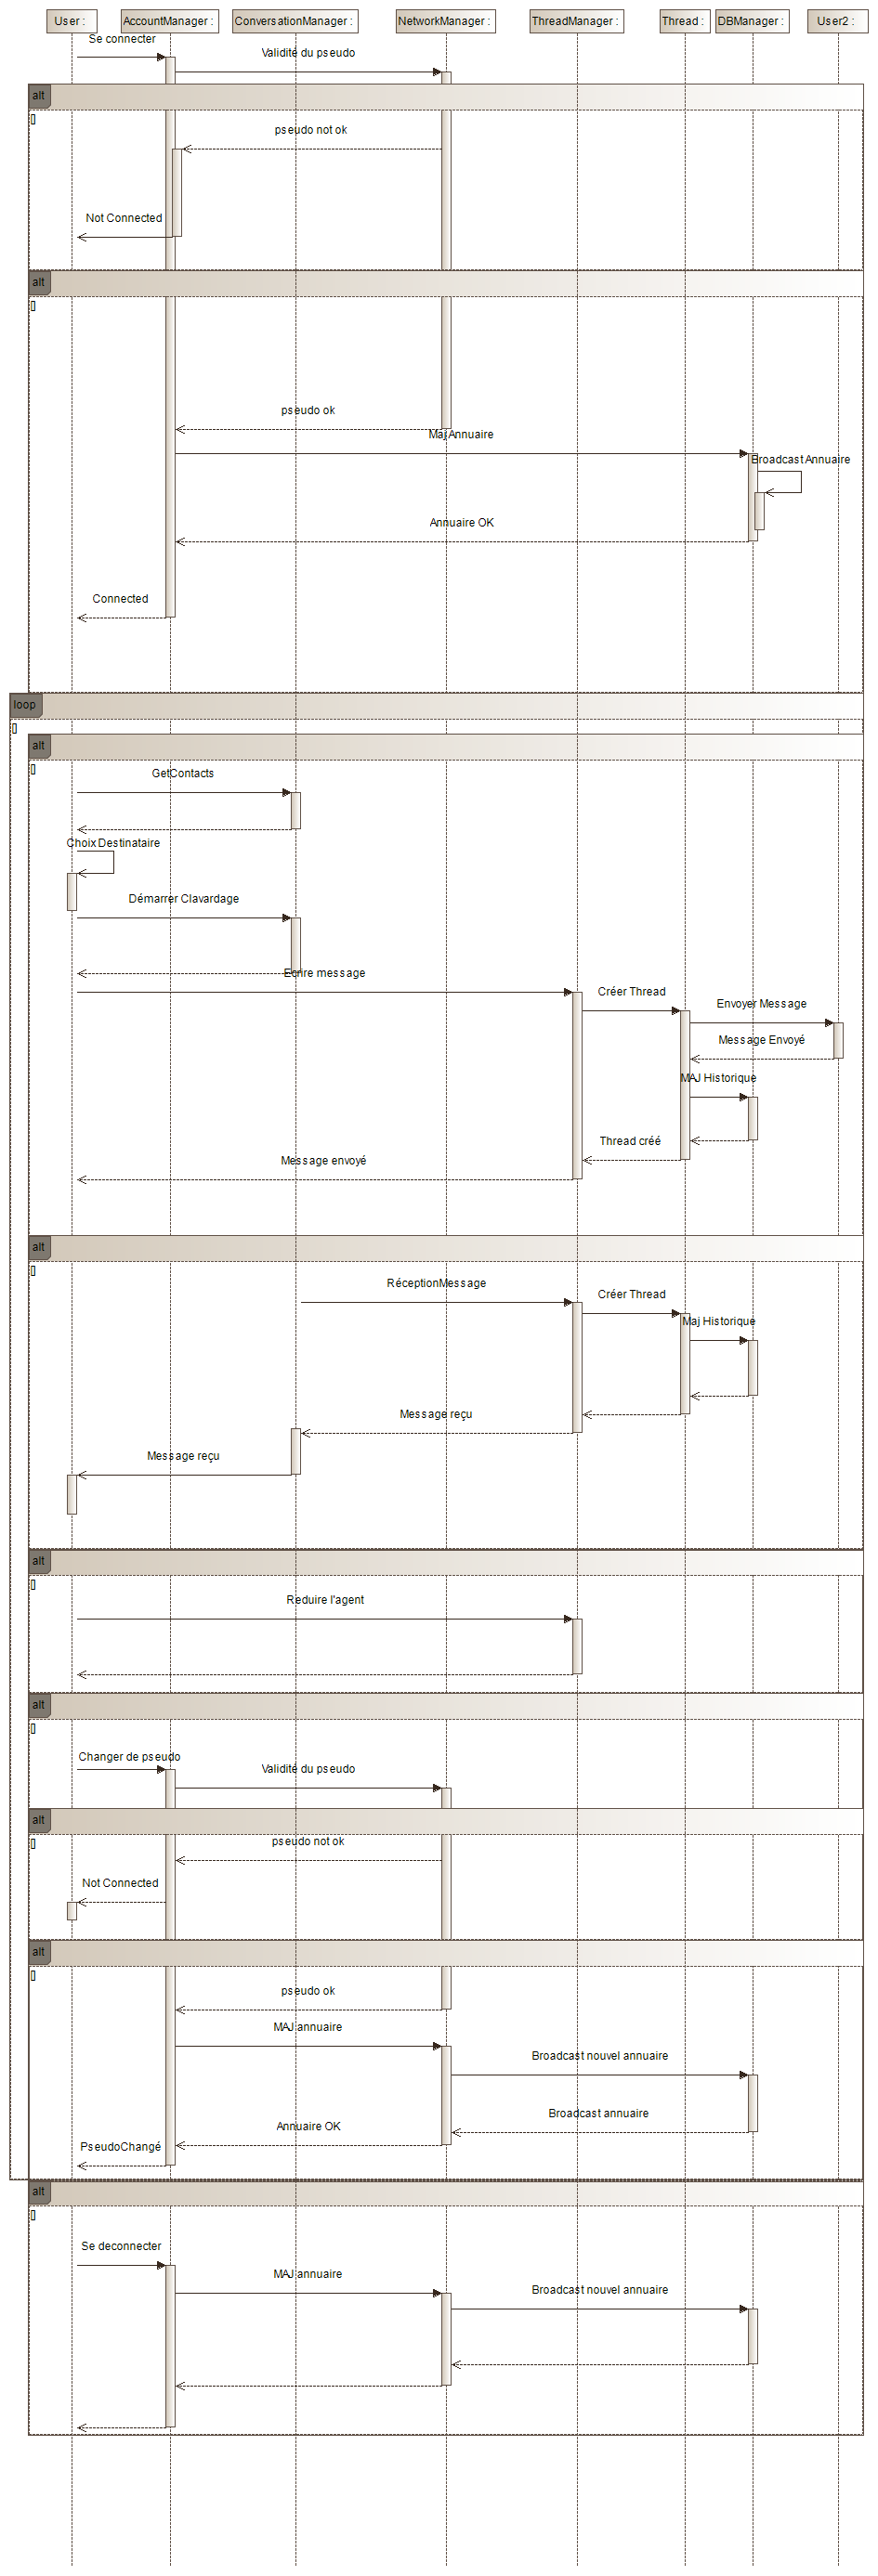 User :
AccountManager :
ConversationManager :
NetworkManager :
ThreadManager :
Thread :
DBManager :
User2 :
Se connecter
Validité du pseudo
alt
[]
pseudo not ok
Not Connected
alt
[]
pseudo ok
Maj Annuaire
Broadcast Annuaire
Annuaire OK
Connected
loop
[]
alt
[]
GetContacts
Choix Destinataire
Démarrer Clavardage
Ecrire message
Créer Thread
Envoyer Message
Message Envoyé
MAJ Historique
Thread créé
Message envoyé
alt
[]
RéceptionMessage
Créer Thread
Maj Historique
Message reçu
Message reçu
alt
[]
Reduire l'agent
alt
[]
Changer de pseudo
Validité du pseudo
alt
[]
pseudo not ok
Not Connected
alt
[]
pseudo ok
MAJ annuaire
Broadcast nouvel annuaire
Broadcast annuaire
Annuaire OK
PseudoChangé
alt
[]
Se deconnecter
MAJ annuaire
Broadcast nouvel annuaire